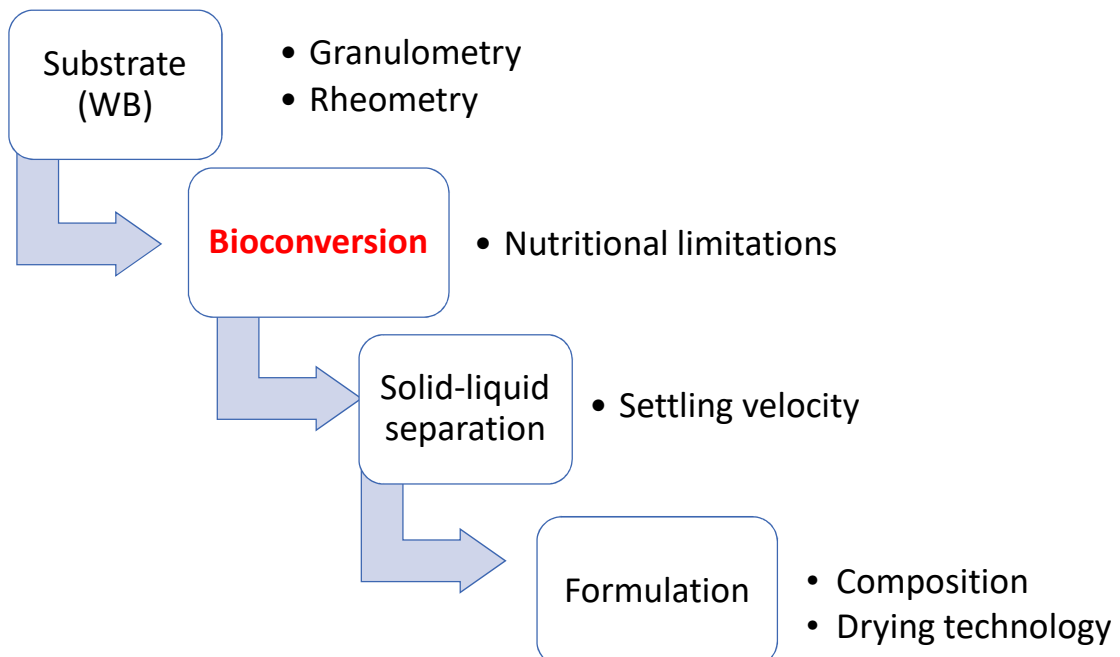 Substrate
(WB)
• Granulometry
• Rheometry
Bioconversion
• Nutritional limitations
Solid-liquid
separation
• Settling velocity
Formulation
• Composition
• Drying technology